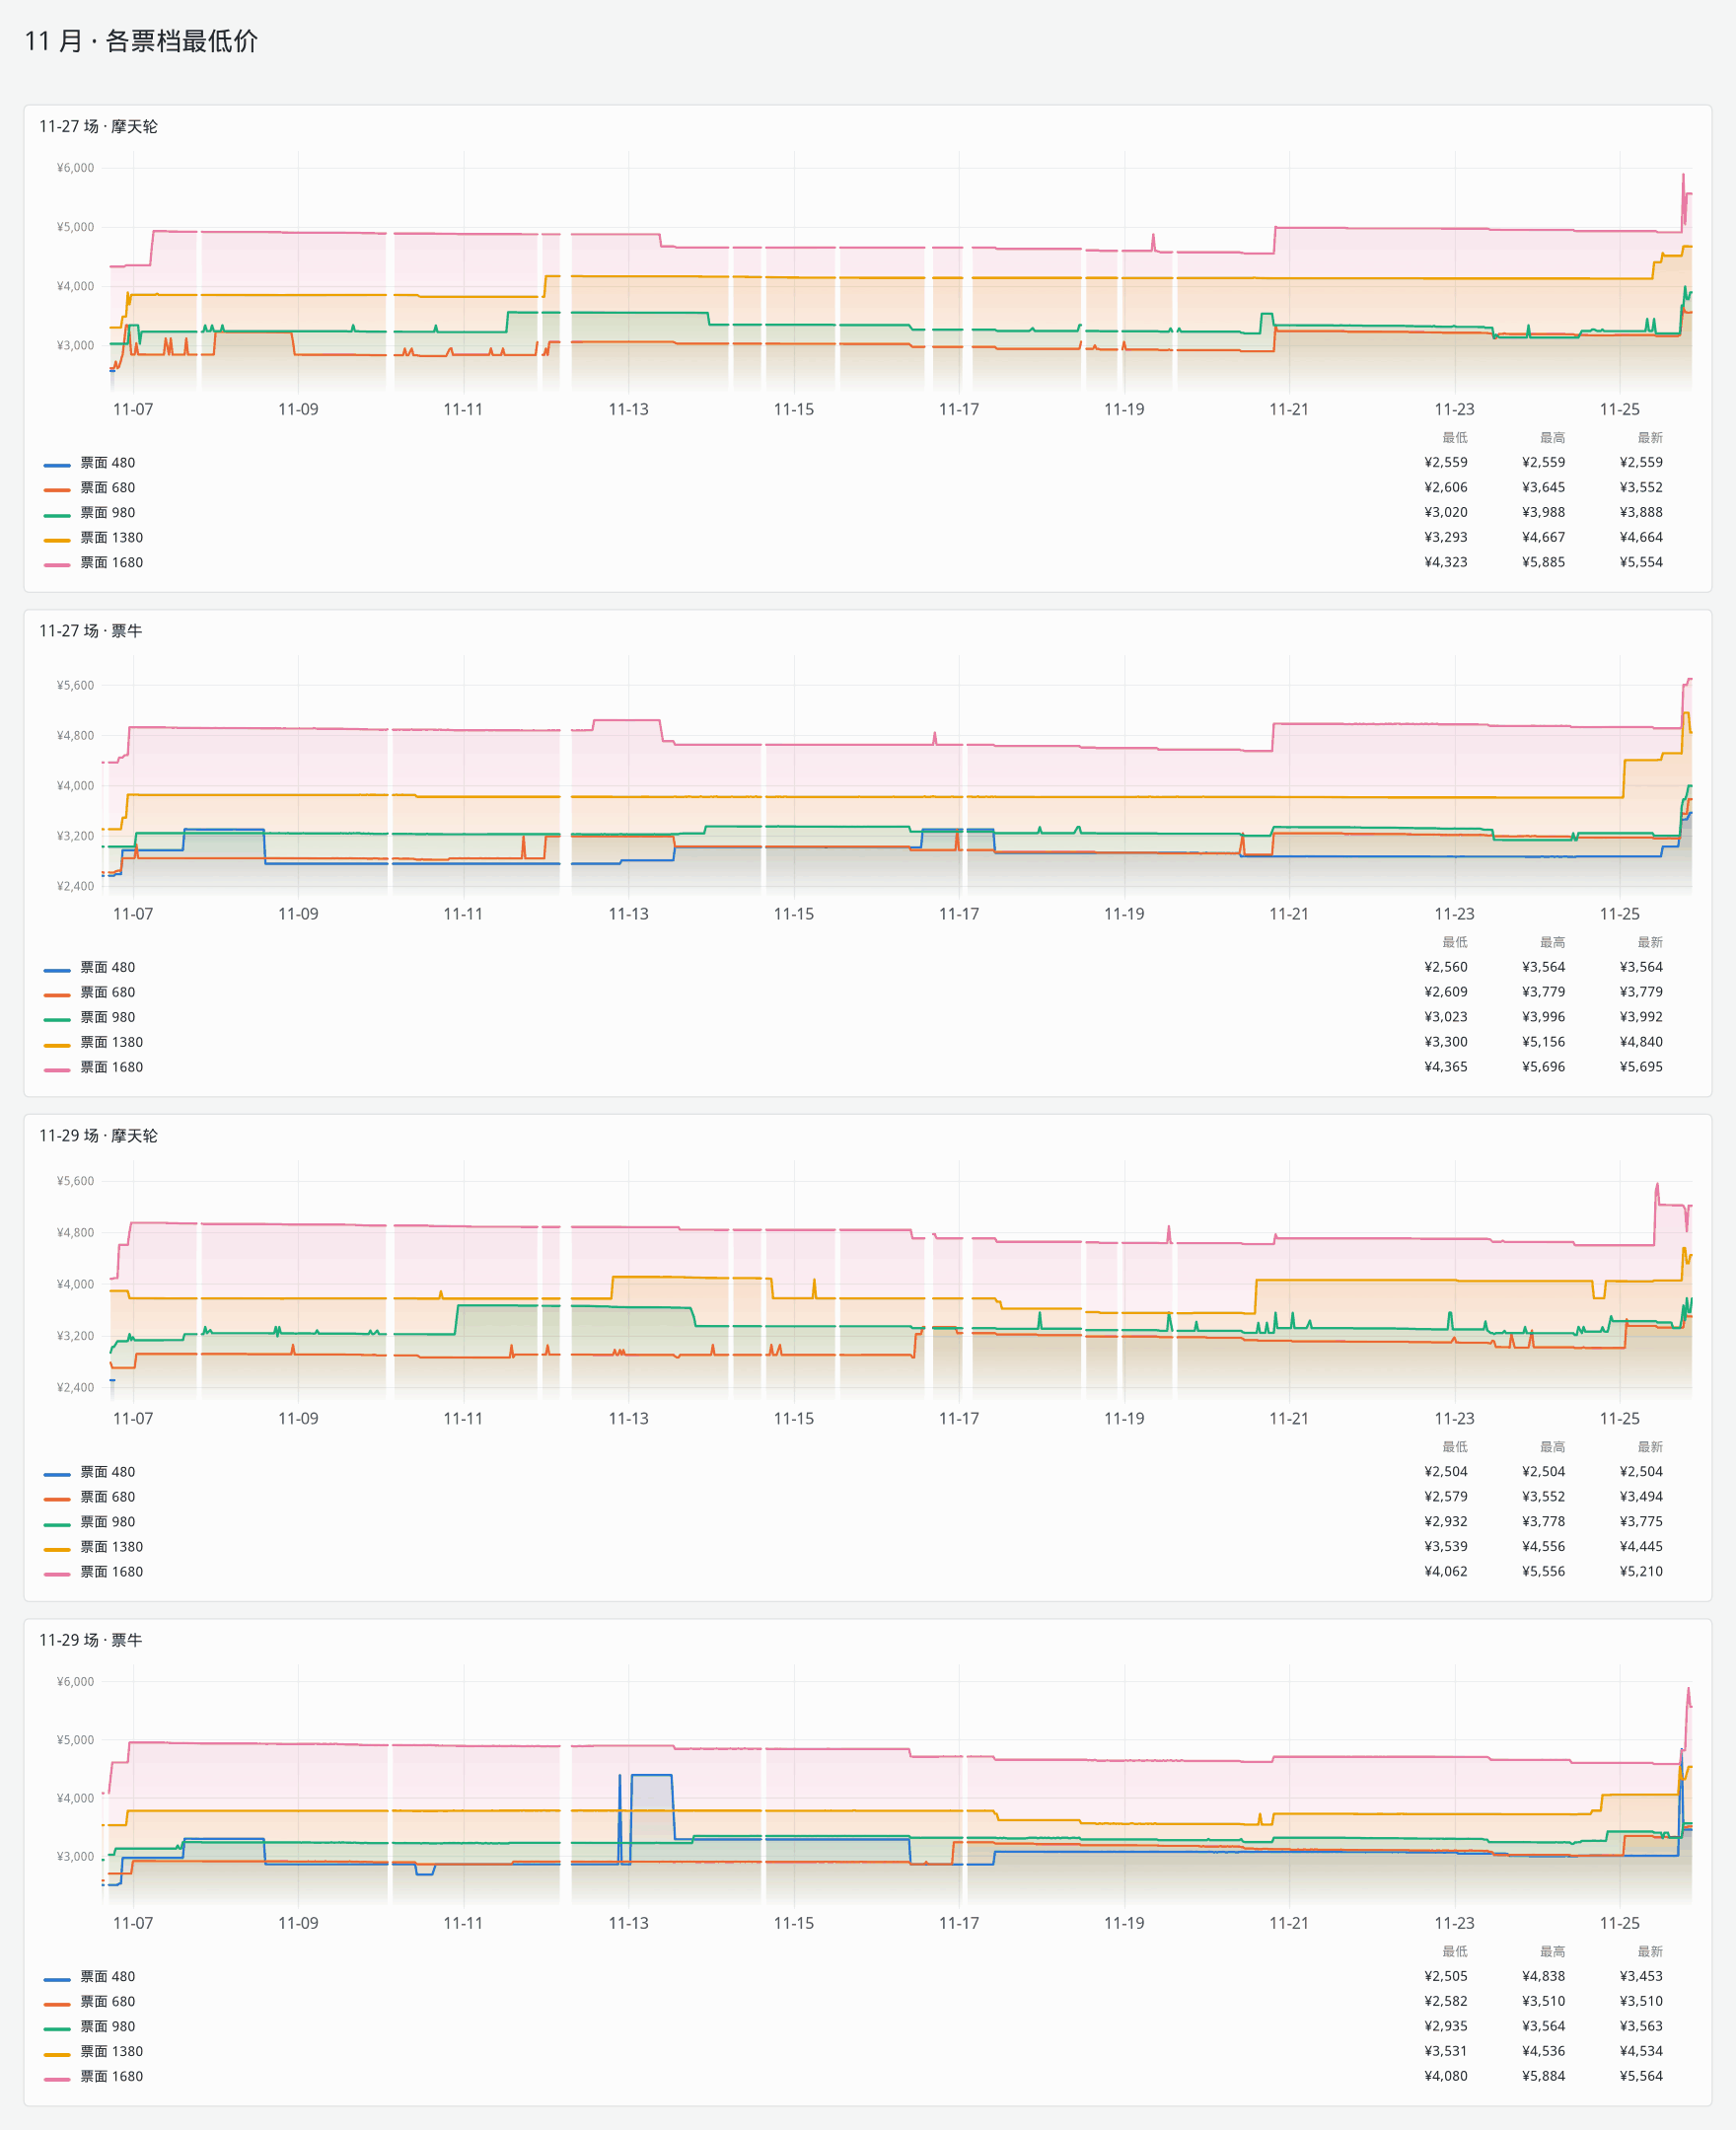 11 月 · 各票档最低价
11-27 场 · 摩天轮
¥6,000
¥5,000
¥4,000
¥3,000
11-07 11-09 11-11 11-13 11-15 11-17 11-19 11-21 11-23 11-25
最低 最高 最新
票面 480 ¥2,559 ¥2,559 ¥2,559
票面 680 ¥2,606 ¥3,645 ¥3,552
票面 980 ¥3,020 ¥3,988 ¥3,888
票面 1380 ¥3,293 ¥4,667 ¥4,664
票面 1680 ¥4,323 ¥5,885 ¥5,554
11-27 场 · 票牛
¥5,600
¥4,800
¥4,000
¥3,200
¥2,400
11-07 11-09 11-11 11-13 11-15 11-17 11-19 11-21 11-23 11-25
最低 最高 最新
票面 480 ¥2,560 ¥3,564 ¥3,564
票面 680 ¥2,609 ¥3,779 ¥3,779
票面 980 ¥3,023 ¥3,996 ¥3,992
票面 1380 ¥3,300 ¥5,156 ¥4,840
票面 1680 ¥4,365 ¥5,696 ¥5,695
11-29 场 · 摩天轮
¥5,600
¥4,800
¥4,000
¥3,200
¥2,400
11-07 11-09 11-11 11-13 11-15 11-17 11-19 11-21 11-23 11-25
最低 最高 最新
票面 480 ¥2,504 ¥2,504 ¥2,504
票面 680 ¥2,579 ¥3,552 ¥3,494
票面 980 ¥2,932 ¥3,778 ¥3,775
票面 1380 ¥3,539 ¥4,556 ¥4,445
票面 1680 ¥4,062 ¥5,556 ¥5,210
11-29 场 · 票牛
¥6,000
¥5,000
¥4,000
¥3,000
11-07 11-09 11-11 11-13 11-15 11-17 11-19 11-21 11-23 11-25
最低 最高 最新
票面 480 ¥2,505 ¥4,838 ¥3,453
票面 680 ¥2,582 ¥3,510 ¥3,510
票面 980 ¥2,935 ¥3,564 ¥3,563
票面 1380 ¥3,531 ¥4,536 ¥4,534
票面 1680 ¥4,080 ¥5,884 ¥5,564